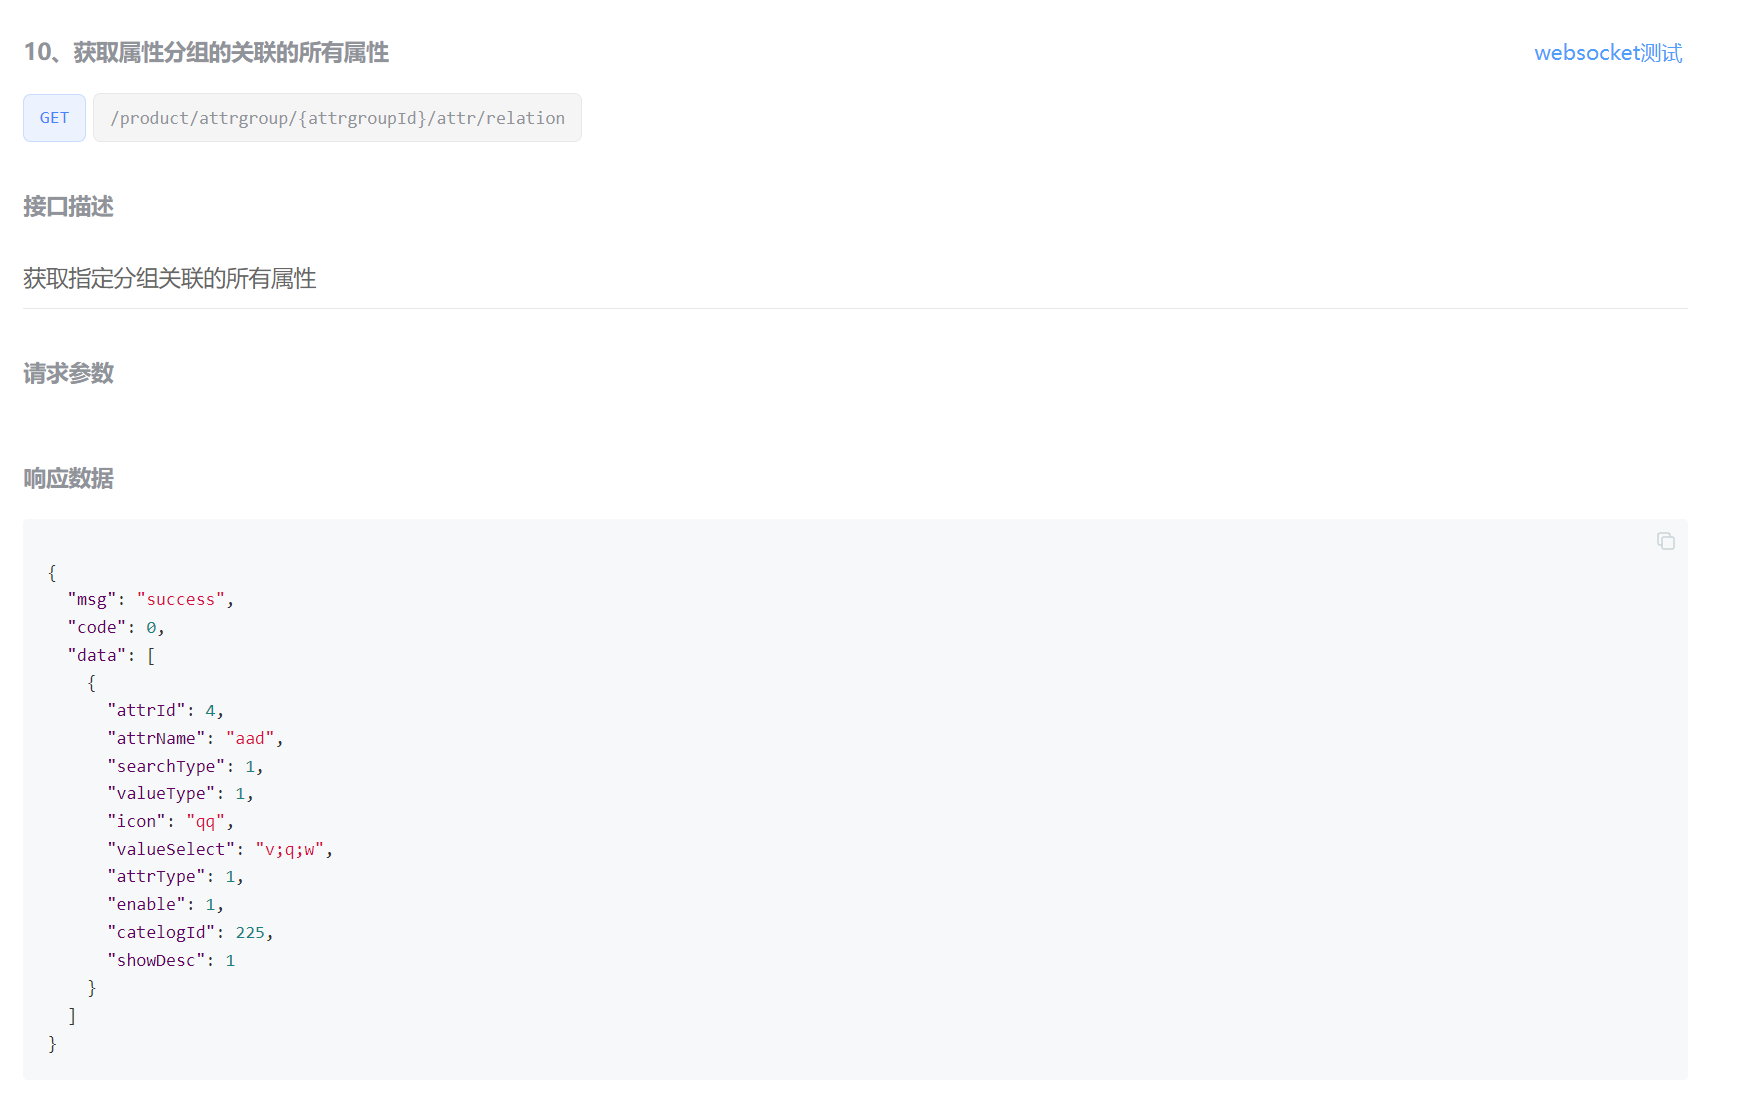 10、获取属性分组的关联的所有属性
websocket测试
GET /product/attrgroup/{attrgroupId}/attr/relation
接口描述
获取指定分组关联的所有属性
请求参数
响应数据
{
  "msg": "success",
  "code": 0,
  "data": [
    {
      "attrId": 4,
      "attrName": "aad",
      "searchType": 1,
      "valueType": 1,
      "icon": "qq",
      "valueSelect": "v;q;w",
      "attrType": 1,
      "enable": 1,
      "catelogId": 225,
      "showDesc": 1
    }
  ]
}